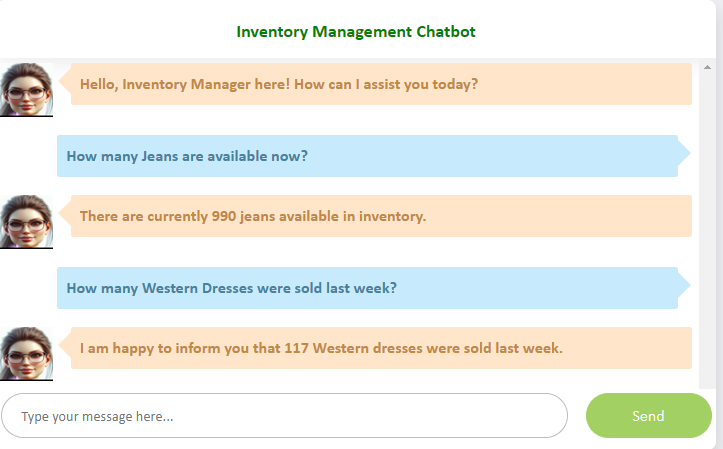 Inventory Management Chatbot
Hello, Inventory Manager here! How can I assist you today?
How many Jeans are available now?
There are currently 990 jeans available in inventory.
How many Western Dresses were sold last week?
I am happy to inform you that 117 Western dresses were sold last week.
Type your message here...
Send